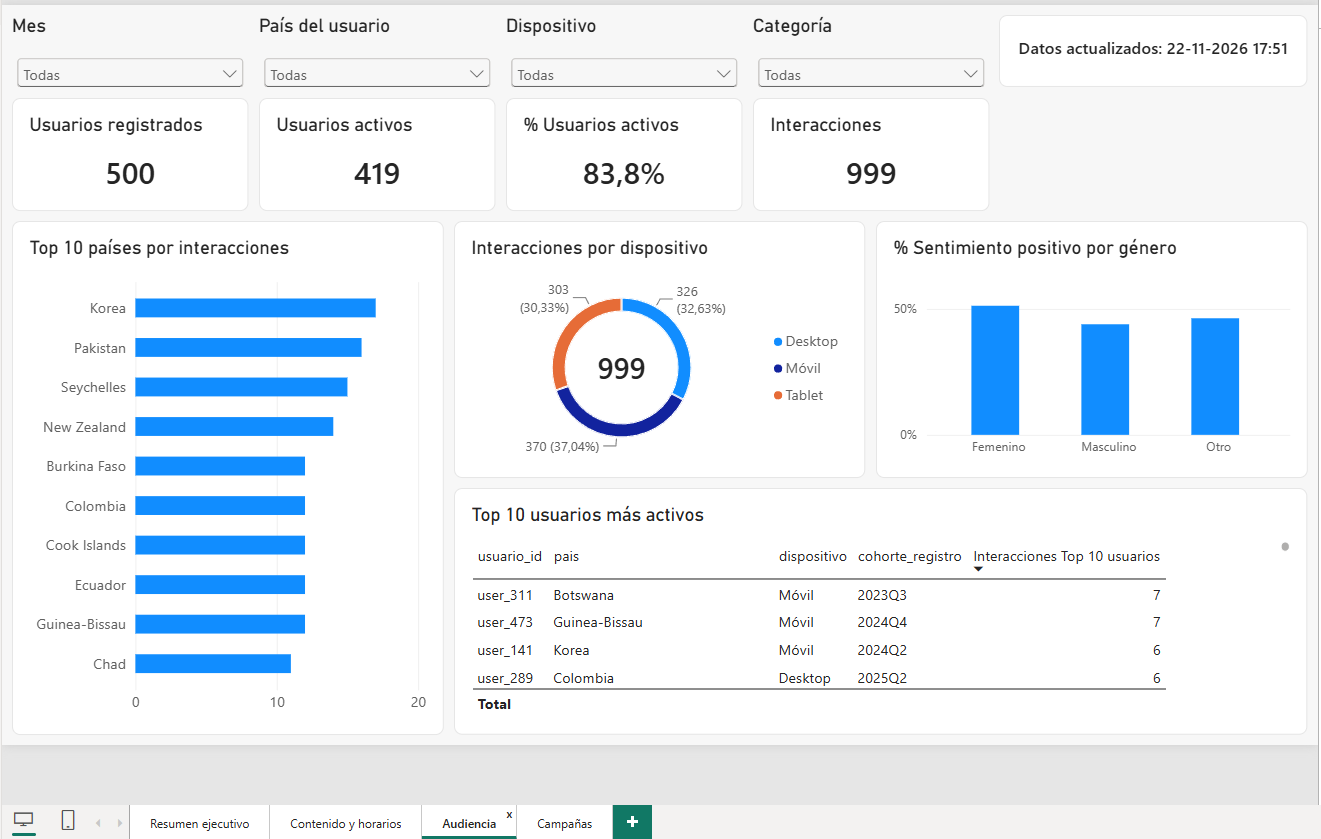 Mes
País del usuario
Dispositivo
Categoría
Datos actualizados: 22-11-2026 17:51
Todas
Todas
Todas
Todas
Usuarios registrados
500
Usuarios activos
419
% Usuarios activos
83,8%
Interacciones
999
Top 10 países por interacciones
Korea
Pakistan
Seychelles
New Zealand
Burkina Faso
Colombia
Cook Islands
Ecuador
Guinea-Bissau
Chad
0
10
20
Interacciones por dispositivo
303
(30,33%)
326
(32,63%)
999
370 (37,04%)
Desktop
Móvil
Tablet
% Sentimiento positivo por género
50%
0%
Femenino
Masculino
Otro
Top 10 usuarios más activos
usuario_id pais dispositivo cohorte_registro Interacciones Top 10 usuarios
user_311 Botswana Móvil 2023Q3 7
user_473 Guinea-Bissau Móvil 2024Q4 7
user_141 Korea Móvil 2024Q2 6
user_289 Colombia Desktop 2025Q2 6
Total
Resumen ejecutivo
Contenido y horarios
Audiencia
x
Campañas
+